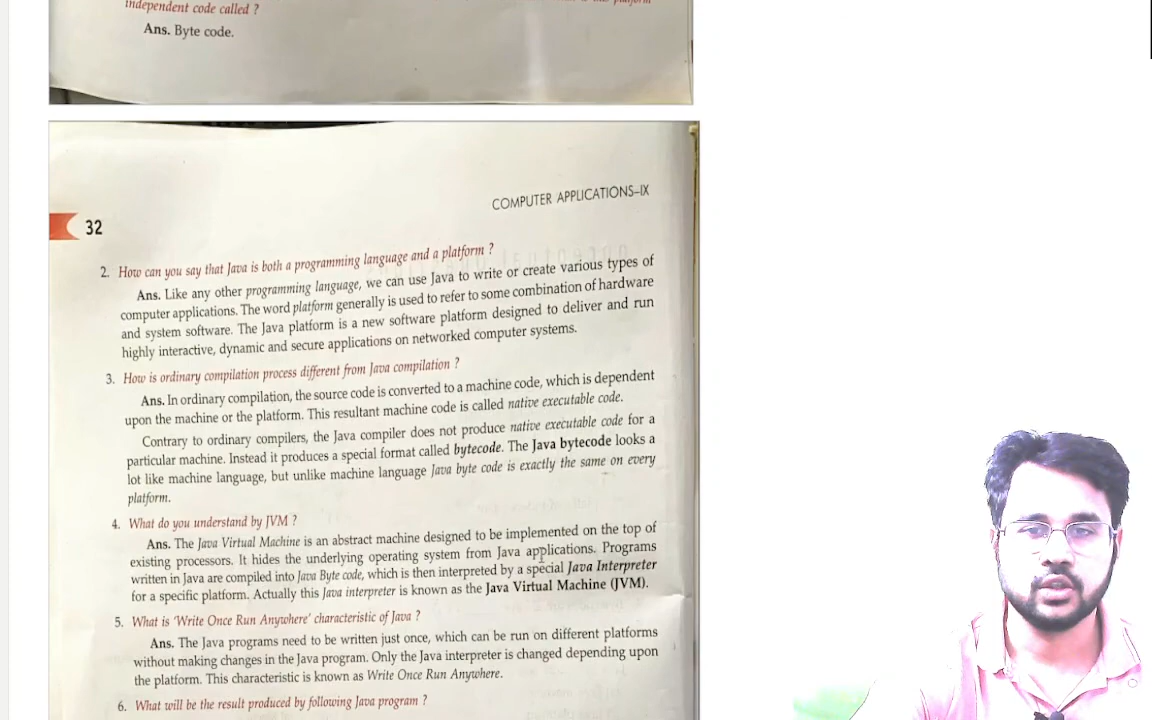 independent code called ?
Ans. Byte code.
COMPUTER APPLICATIONS–IX
32
2. How can you say that Java is both a programming language and a platform ?
Ans. Like any other programming language, we can use Java to write or create various types of
computer applications. The word platform generally is used to refer to some combination of hardware
and system software. The Java platform is a new software platform designed to deliver and run
highly interactive, dynamic and secure applications on networked computer systems.
3. How is ordinary compilation process different from Java compilation ?
Ans. In ordinary compilation, the source code is converted to a machine code, which is dependent
upon the machine or the platform. This resultant machine code is called native executable code.
Contrary to ordinary compilers, the Java compiler does not produce native executable code for a
particular machine. Instead it produces a special format called bytecode. The Java bytecode looks a
lot like machine language, but unlike machine language Java byte code is exactly the same on every
platform.
4. What do you understand by JVM ?
Ans. The Java Virtual Machine is an abstract machine designed to be implemented on the top of
existing processors. It hides the underlying operating system from Java applications. Programs
written in Java are compiled into Java Byte code, which is then interpreted by a special Java Interpreter
for a specific platform. Actually this Java interpreter is known as the Java Virtual Machine (JVM).
5. What is 'Write Once Run Anywhere' characteristic of Java ?
Ans. The Java programs need to be written just once, which can be run on different platforms
without making changes in the Java program. Only the Java interpreter is changed depending upon
the platform. This characteristic is known as Write Once Run Anywhere.
6. What will be the result produced by following Java program ?